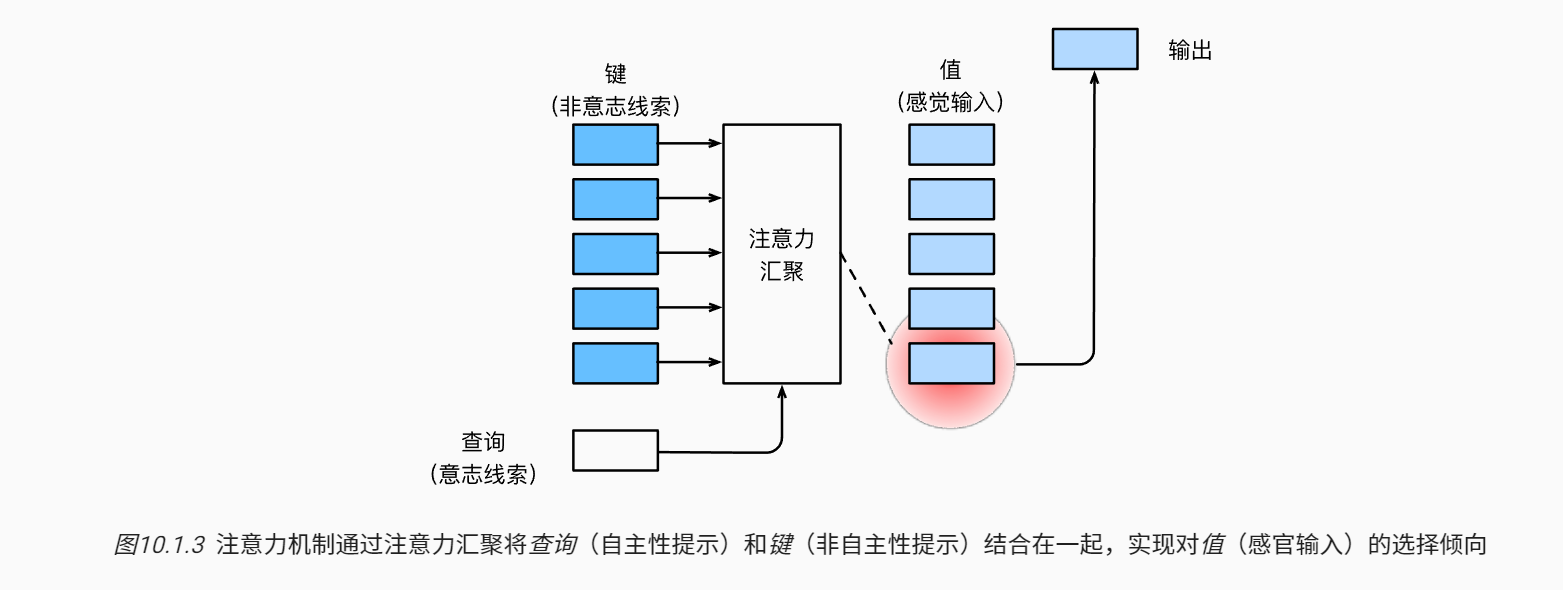 输出
键
（非意志线索）
值
（感觉输入）
注意力
汇聚
查询
（意志线索）
图10.1.3 注意力机制通过注意力汇聚将查询（自主性提示）和键（非自主性提示）结合在一起，实现对值（感官输入）的选择倾向